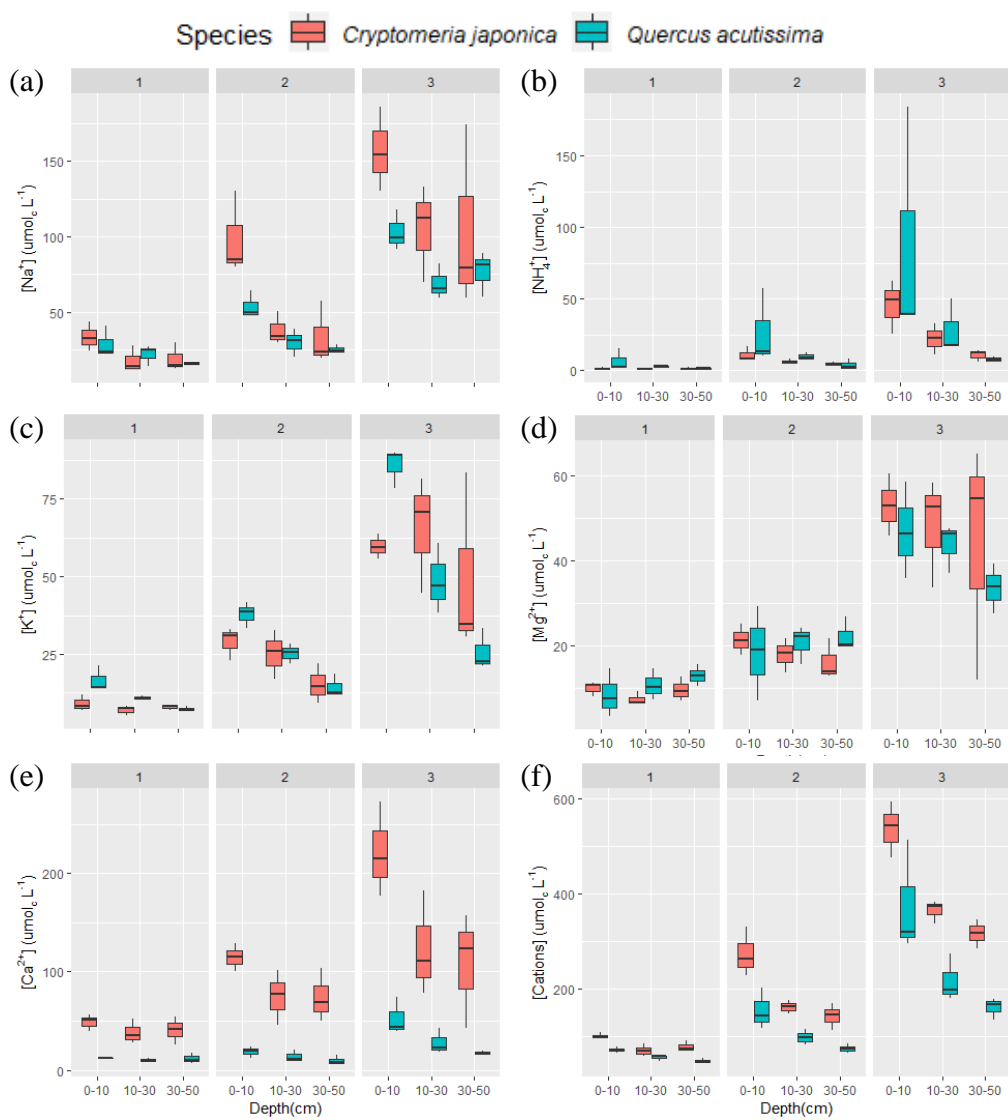 Species Cryptomeria japonica Quercus acutissima
(a)
1 2 3
[Na⁺] (umol꜀ L⁻¹)
150
100
50
(b)
1 2 3
[NH₄⁺] (umol꜀ L⁻¹)
150
100
50
0
0-10 10-30 30-50 0-10 10-30 30-50 0-10 10-30 30-50
(c)
1 2 3
[K⁺] (umol꜀ L⁻¹)
75
50
25
(d)
1 2 3
[Mg²⁺] (umol꜀ L⁻¹)
60
40
20
0-10 10-30 30-50 0-10 10-30 30-50 0-10 10-30 30-50
(e)
1 2 3
[Ca²⁺] (umol꜀ L⁻¹)
200
100
0
0-10 10-30 30-50 0-10 10-30 30-50 0-10 10-30 30-50
Depth(cm)
(f)
1 2 3
[Cations] (umol꜀ L⁻¹)
600
400
200
0-10 10-30 30-50 0-10 10-30 30-50 0-10 10-30 30-50
Depth(cm)